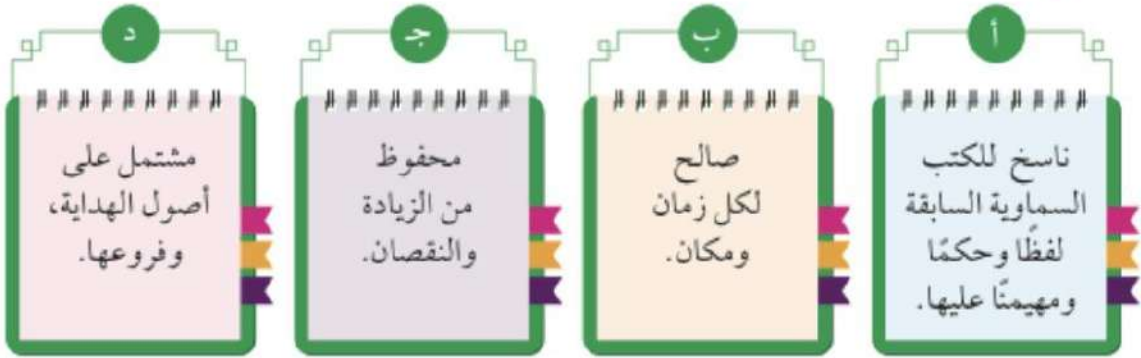 أ
ناسخ للكتب
السماوية السابقة
لفظًا وحكمًا
ومهيمنًا عليها.
ب
صالح
لكل زمان
ومكان.
جـ
محفوظ
من الزيادة
والنقصان.
د
مشتمل على
أصول الهداية،
وفروعها.